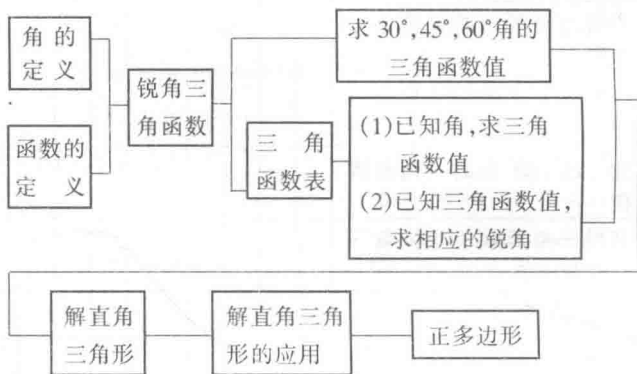 角的
定义
函数的
定义
锐角三
角函数
求30°,45°,60°角的
三角函数值
三角
函数表
(1)已知角,求三角
函数值
(2)已知三角函数值,
求相应的锐角
解直角
三角形
解直角三角
形的应用
正多边形